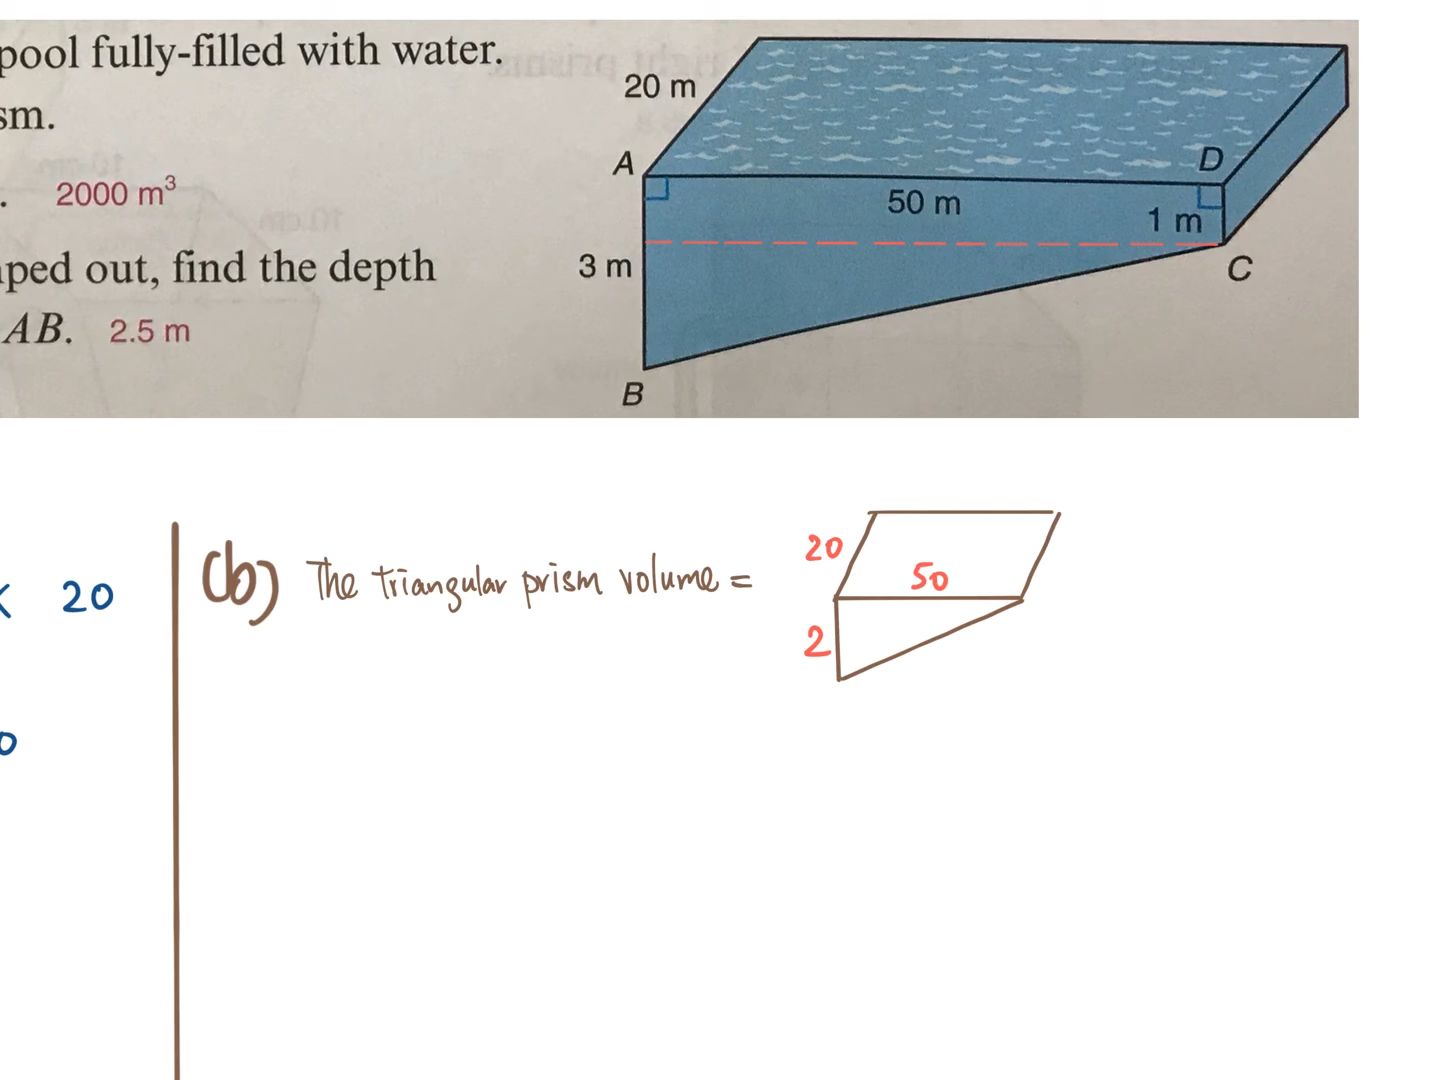 pool fully-filled with water.
sm.
. 2000 m³
ped out, find the depth
AB. 2.5 m
20 m
A
D
50 m
1 m
3 m
C
B
20
(b) The triangular prism volume =
20
50
2